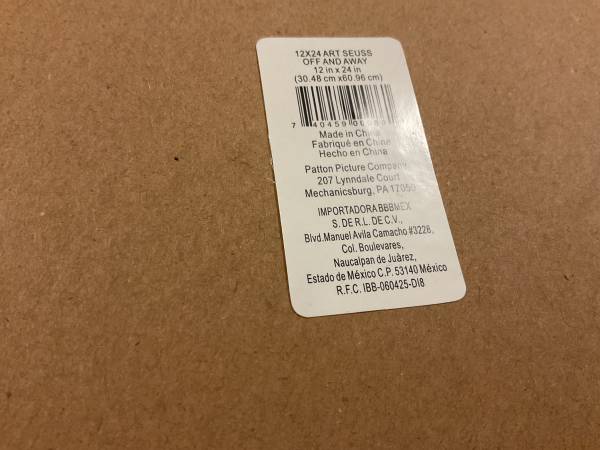 12X24 ART SEUSS
OFF AND AWAY
12 in x 24 in
(30.48 cm x60.96 cm)
7 40459
Made in China
Fabriqué en Chine
Hecho en China
Patton Picture Company
207 Lynndale Court
Mechanicsburg, PA 17050
IMPORTADORA BBBMEX
S. DE R.L. DE C.V.,
Blvd.Manuel Avila Camacho #3228,
Col. Boulevares,
Naucalpan de Juárez,
Estado de México C.P. 53140 México
R.F.C. IBB-060425-DI8